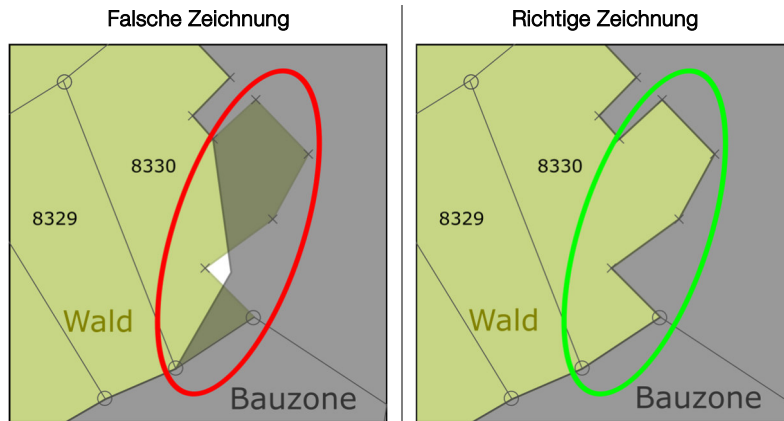 Falsche Zeichnung
Richtige Zeichnung
8330
8329
Wald
Bauzone
8330
8329
Wald
Bauzone